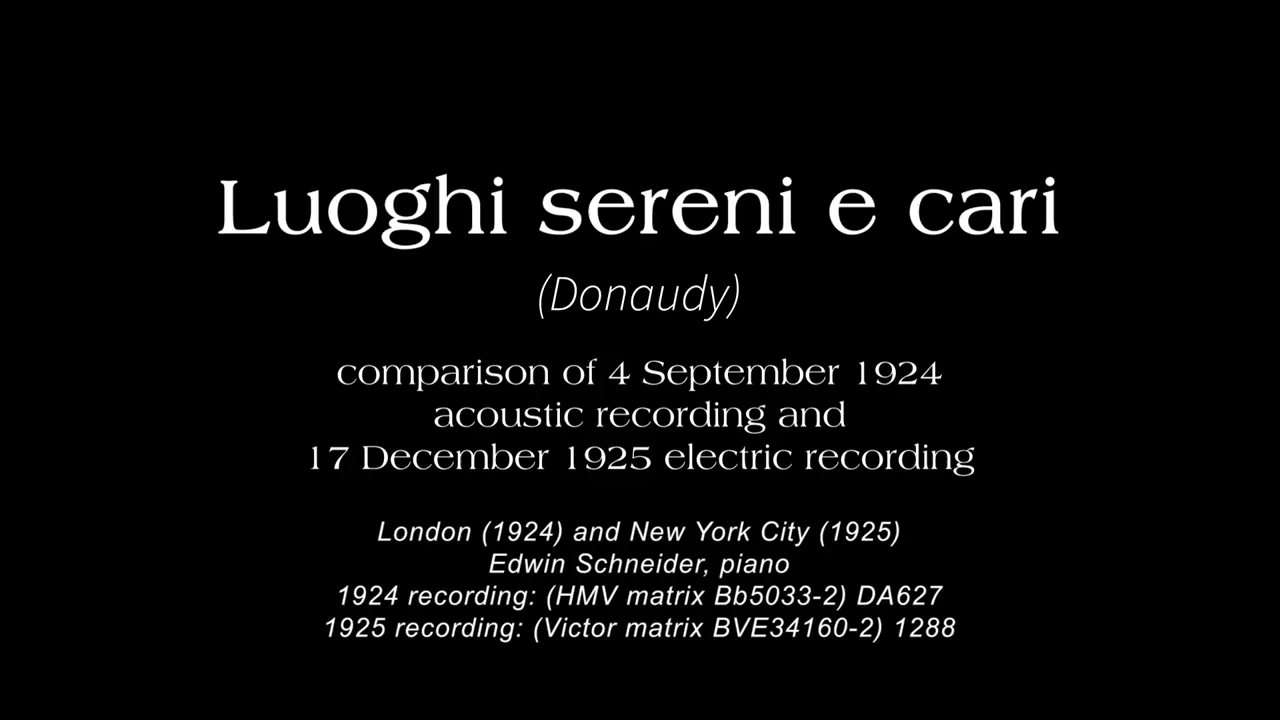 Luoghi sereni e cari
(Donaudy)
comparison of 4 September 1924
acoustic recording and
17 December 1925 electric recording
London (1924) and New York City (1925)
Edwin Schneider, piano
1924 recording: (HMV matrix Bb5033-2) DA627
1925 recording: (Victor matrix BVE34160-2) 1288